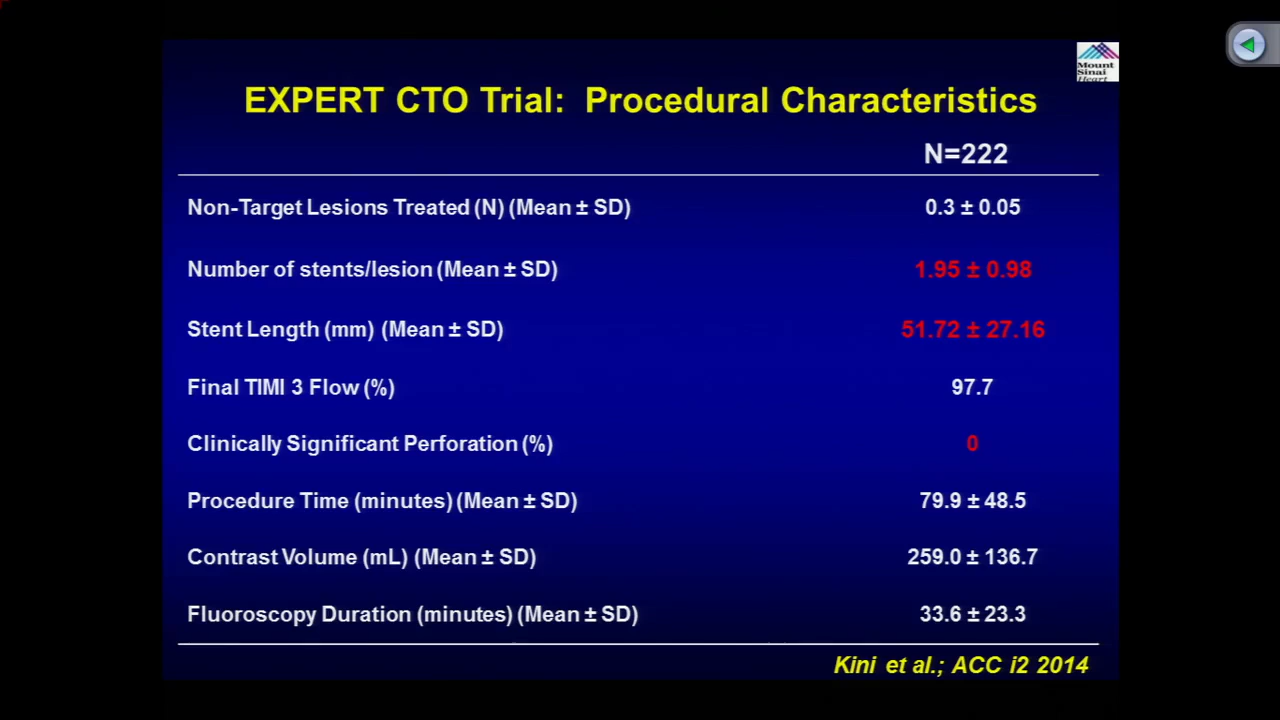 Mount
Sinai
Heart
EXPERT CTO Trial: Procedural Characteristics
N=222
Non-Target Lesions Treated (N) (Mean ± SD) 0.3 ± 0.05
Number of stents/lesion (Mean ± SD) 1.95 ± 0.98
Stent Length (mm) (Mean ± SD) 51.72 ± 27.16
Final TIMI 3 Flow (%) 97.7
Clinically Significant Perforation (%) 0
Procedure Time (minutes) (Mean ± SD) 79.9 ± 48.5
Contrast Volume (mL) (Mean ± SD) 259.0 ± 136.7
Fluoroscopy Duration (minutes) (Mean ± SD) 33.6 ± 23.3
Kini et al.; ACC i2 2014